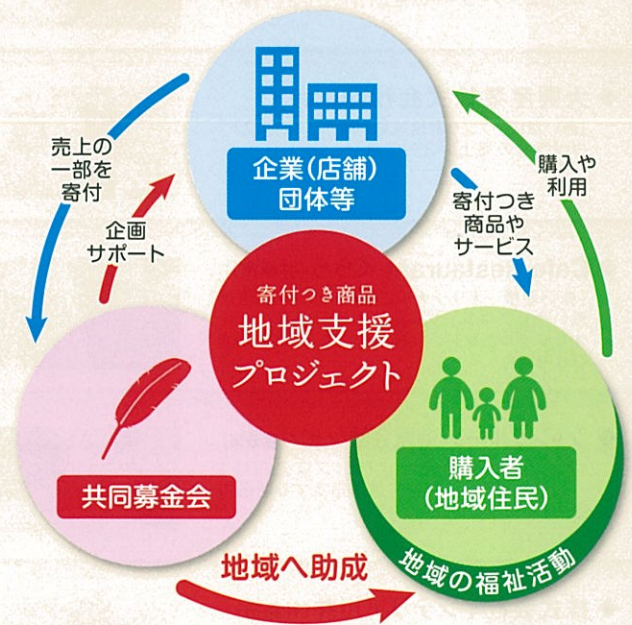 企業(店舗)
団体等
売上の
一部を
寄付
企画
サポート
購入や
利用
寄付つき
商品や
サービス
寄付つき商品
地域支援
プロジェクト
共同募金会
購入者
(地域住民)
地域の福祉活動
地域へ助成